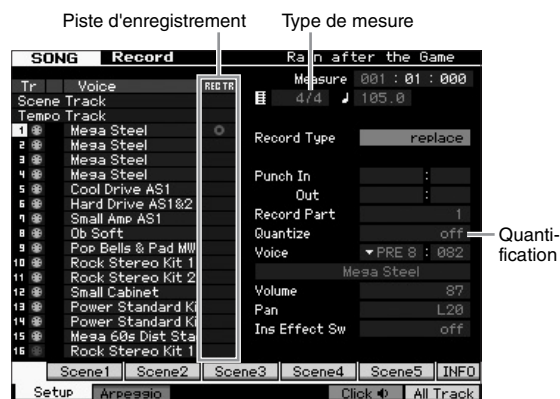 Piste d'enregistrement
Type de mesure
SONG Record Rain after the Game
Measure 001 : 01 : 000
Tr Voice REC TR
4/4 ♩ 105.0
Scene Track
Tempo Track
1 Mega Steel
2 Mega Steel
3 Mega Steel
4 Mega Steel
5 Cool Drive AS1
6 Hard Drive AS1&2
7 Small Amp AS1
8 Ob Soft
9 Pop Bells & Pad MW
10 Rock Stereo Kit 1
11 Rock Stereo Kit 2
12 Small Cabinet
13 Power Standard Ki
14 Power Standard Ki
15 Mega 60s Dist Sta
16 Rock Stereo Kit 1
Record Type replace
Punch In :
Out :
Record Part 1
Quantize off
Quanti-
fication
Voice ▼PRE 8 : 082
Mega Steel
Volume 87
Pan L20
Ins Effect Sw off
Scene1 Scene2 Scene3 Scene4 Scene5 INFO
Setup Arpeggio Click All Track